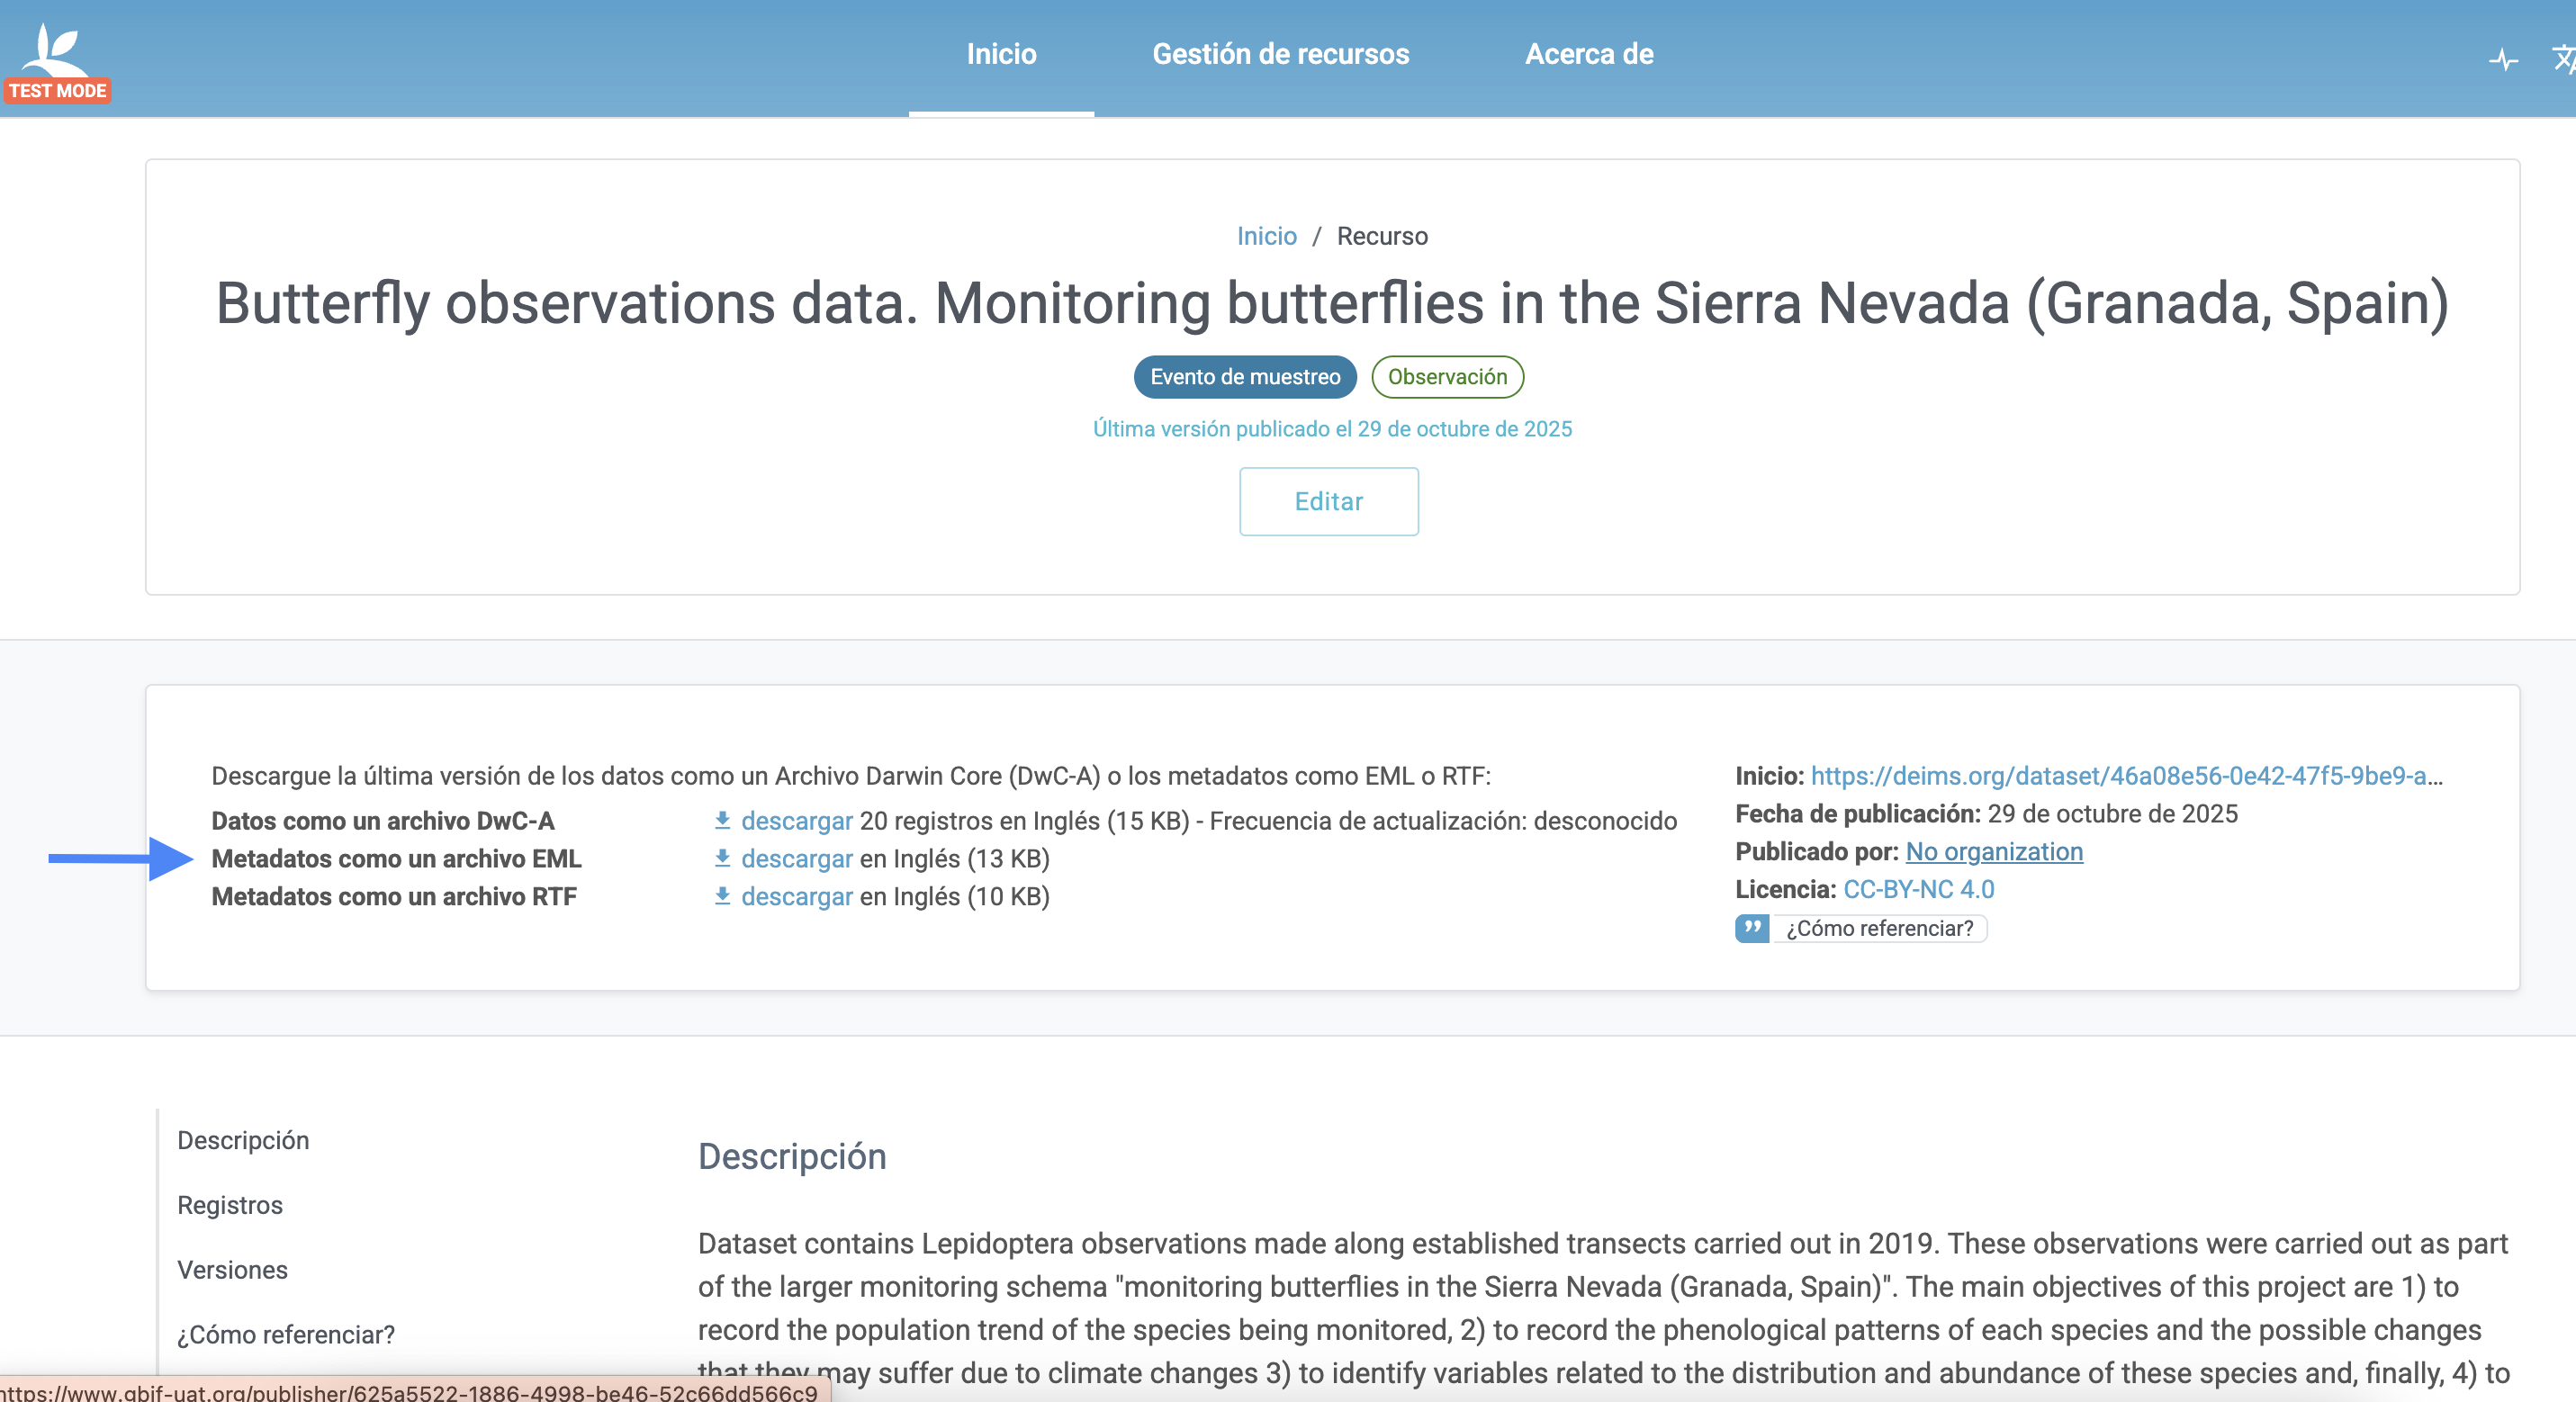 TEST MODE
Inicio Gestión de recursos Acerca de
Inicio / Recurso
Butterfly observations data. Monitoring butterflies in the Sierra Nevada (Granada, Spain)
Evento de muestreo Observación
Última versión publicado el 29 de octubre de 2025
Editar
Descargue la última versión de los datos como un Archivo Darwin Core (DwC-A) o los metadatos como EML o RTF:
Datos como un archivo DwC-A descargar 20 registros en Inglés (15 KB) - Frecuencia de actualización: desconocido
Metadatos como un archivo EML descargar en Inglés (13 KB)
Metadatos como un archivo RTF descargar en Inglés (10 KB)
Inicio: https://deims.org/dataset/46a08e56-0e42-47f5-9be9-a...
Fecha de publicación: 29 de octubre de 2025
Publicado por: No organization
Licencia: CC-BY-NC 4.0
¿Cómo referenciar?
Descripción
Registros
Versiones
¿Cómo referenciar?
Descripción
Dataset contains Lepidoptera observations made along established transects carried out in 2019. These observations were carried out as part
of the larger monitoring schema "monitoring butterflies in the Sierra Nevada (Granada, Spain)". The main objectives of this project are 1) to
record the population trend of the species being monitored, 2) to record the phenological patterns of each species and the possible changes
that they may suffer due to climate changes 3) to identify variables related to the distribution and abundance of these species and, finally, 4) to
https://www.gbif-uat.org/publisher/625a5522-1886-4998-be46-52c66dd566c9